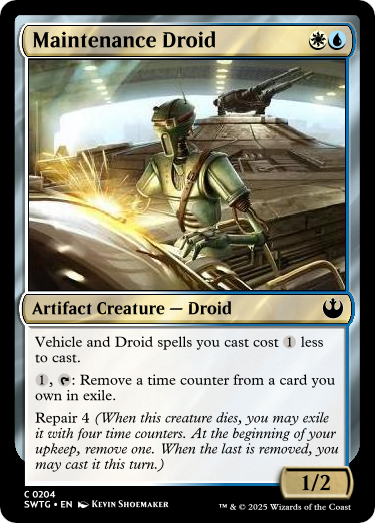 Maintenance Droid
Artifact Creature — Droid
Vehicle and Droid spells you cast cost 1 less
to cast.
1, : Remove a time counter from a card you
own in exile.
Repair 4 (When this creature dies, you may exile
it with four time counters. At the beginning of your
upkeep, remove one. When the last is removed, you
may cast it this turn.)
1/2
C 0204
SWTG • EN Kevin Shoemaker
™ & © 2025 Wizards of the Coast